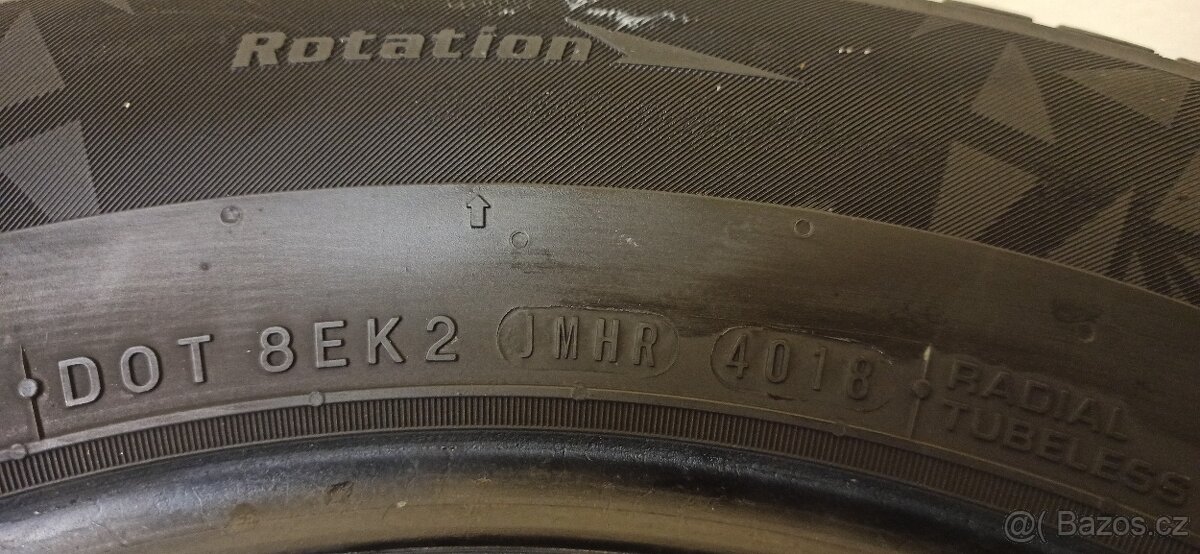 Rotation
DOT 8EK2 JMHR 4018
RADIAL
TUBELESS
@( Bazos.cz